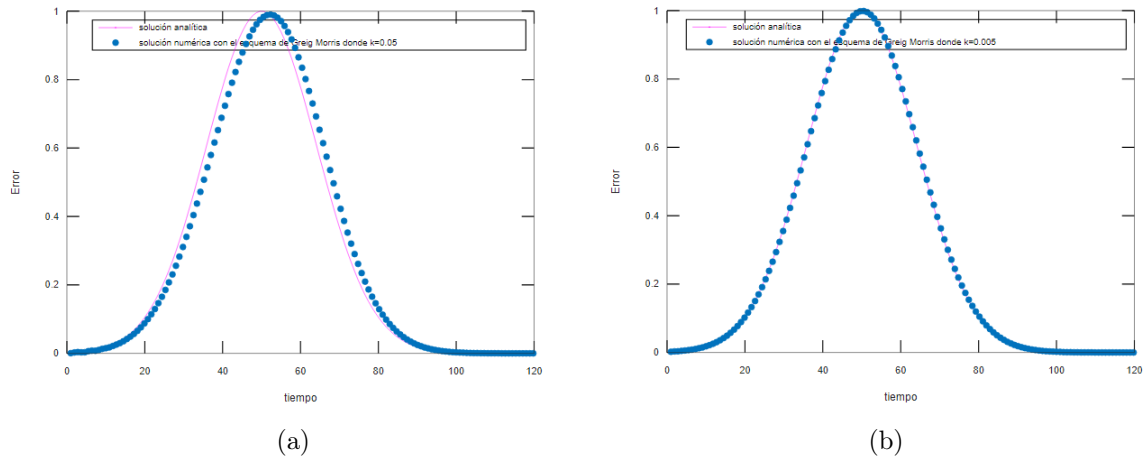 solución analítica
solución numérica con el esquema de Greig Morris donde k=0.05
1
0.8
0.6
0.4
0.2
0
Error
0 20 40 60 80 100 120
tiempo
(a)
solución analítica
solución numérica con el esquema de Greig Morris donde k=0.005
1
0.8
0.6
0.4
0.2
0
Error
0 20 40 60 80 100 120
tiempo
(b)